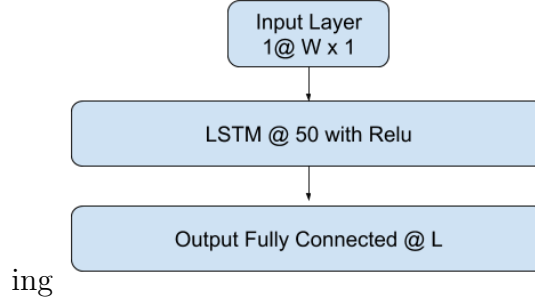 Input Layer
1@ W x 1
LSTM @ 50 with Relu
Output Fully Connected @ L
ing